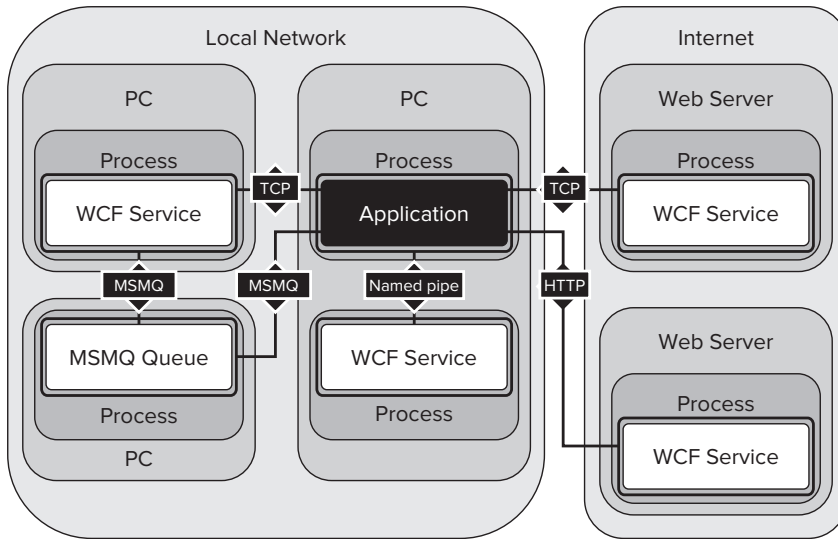 Local Network
Internet
PC
PC
Web Server
Process
Process
Process
TCP
TCP
WCF Service
Application
WCF Service
MSMQ
MSMQ
Named pipe
HTTP
MSMQ Queue
WCF Service
Web Server
Process
Process
Process
PC
WCF Service